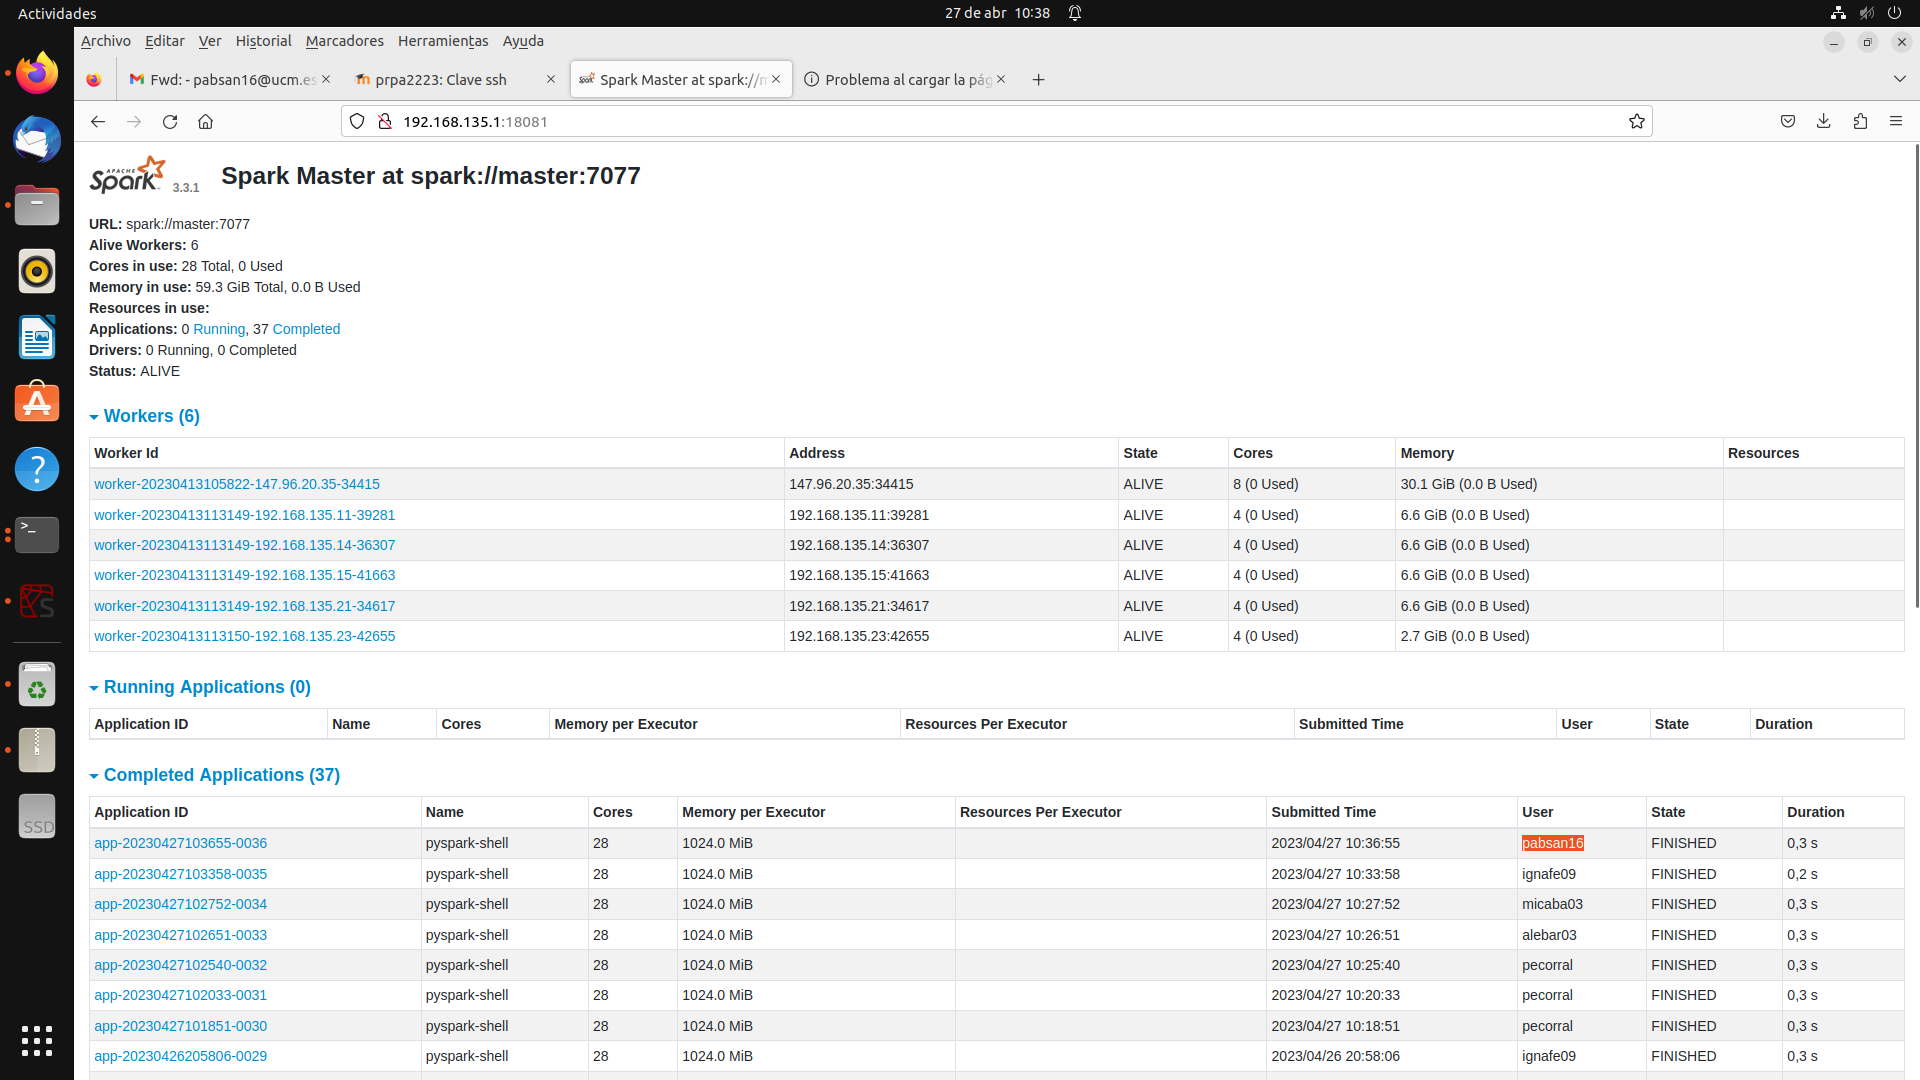 Actividades
27 de abr 10:38
Archivo Editar Ver Historial Marcadores Herramientas Ayuda
Fwd: - pabsan16@ucm.es
prpa2223: Clave ssh
Spark Master at spark://m
Problema al cargar la pág
192.168.135.1:18081
APACHE Spark 3.3.1 Spark Master at spark://master:7077
URL: spark://master:7077
Alive Workers: 6
Cores in use: 28 Total, 0 Used
Memory in use: 59.3 GiB Total, 0.0 B Used
Resources in use:
Applications: 0 Running, 37 Completed
Drivers: 0 Running, 0 Completed
Status: ALIVE
Workers (6)
Worker Id Address State Cores Memory Resources
worker-20230413105822-147.96.20.35-34415 147.96.20.35:34415 ALIVE 8 (0 Used) 30.1 GiB (0.0 B Used)
worker-20230413113149-192.168.135.11-39281 192.168.135.11:39281 ALIVE 4 (0 Used) 6.6 GiB (0.0 B Used)
worker-20230413113149-192.168.135.14-36307 192.168.135.14:36307 ALIVE 4 (0 Used) 6.6 GiB (0.0 B Used)
worker-20230413113149-192.168.135.15-41663 192.168.135.15:41663 ALIVE 4 (0 Used) 6.6 GiB (0.0 B Used)
worker-20230413113149-192.168.135.21-34617 192.168.135.21:34617 ALIVE 4 (0 Used) 6.6 GiB (0.0 B Used)
worker-20230413113150-192.168.135.23-42655 192.168.135.23:42655 ALIVE 4 (0 Used) 2.7 GiB (0.0 B Used)
Running Applications (0)
Application ID Name Cores Memory per Executor Resources Per Executor Submitted Time User State Duration
Completed Applications (37)
Application ID Name Cores Memory per Executor Resources Per Executor Submitted Time User State Duration
app-20230427103655-0036 pyspark-shell 28 1024.0 MiB 2023/04/27 10:36:55 pabsan16 FINISHED 0,3 s
app-20230427103358-0035 pyspark-shell 28 1024.0 MiB 2023/04/27 10:33:58 ignafe09 FINISHED 0,2 s
app-20230427102752-0034 pyspark-shell 28 1024.0 MiB 2023/04/27 10:27:52 micaba03 FINISHED 0,3 s
app-20230427102651-0033 pyspark-shell 28 1024.0 MiB 2023/04/27 10:26:51 alebar03 FINISHED 0,3 s
app-20230427102540-0032 pyspark-shell 28 1024.0 MiB 2023/04/27 10:25:40 pecorral FINISHED 0,3 s
app-20230427102033-0031 pyspark-shell 28 1024.0 MiB 2023/04/27 10:20:33 pecorral FINISHED 0,3 s
app-20230427101851-0030 pyspark-shell 28 1024.0 MiB 2023/04/27 10:18:51 pecorral FINISHED 0,3 s
app-20230426205806-0029 pyspark-shell 28 1024.0 MiB 2023/04/26 20:58:06 ignafe09 FINISHED 0,3 s
SSD